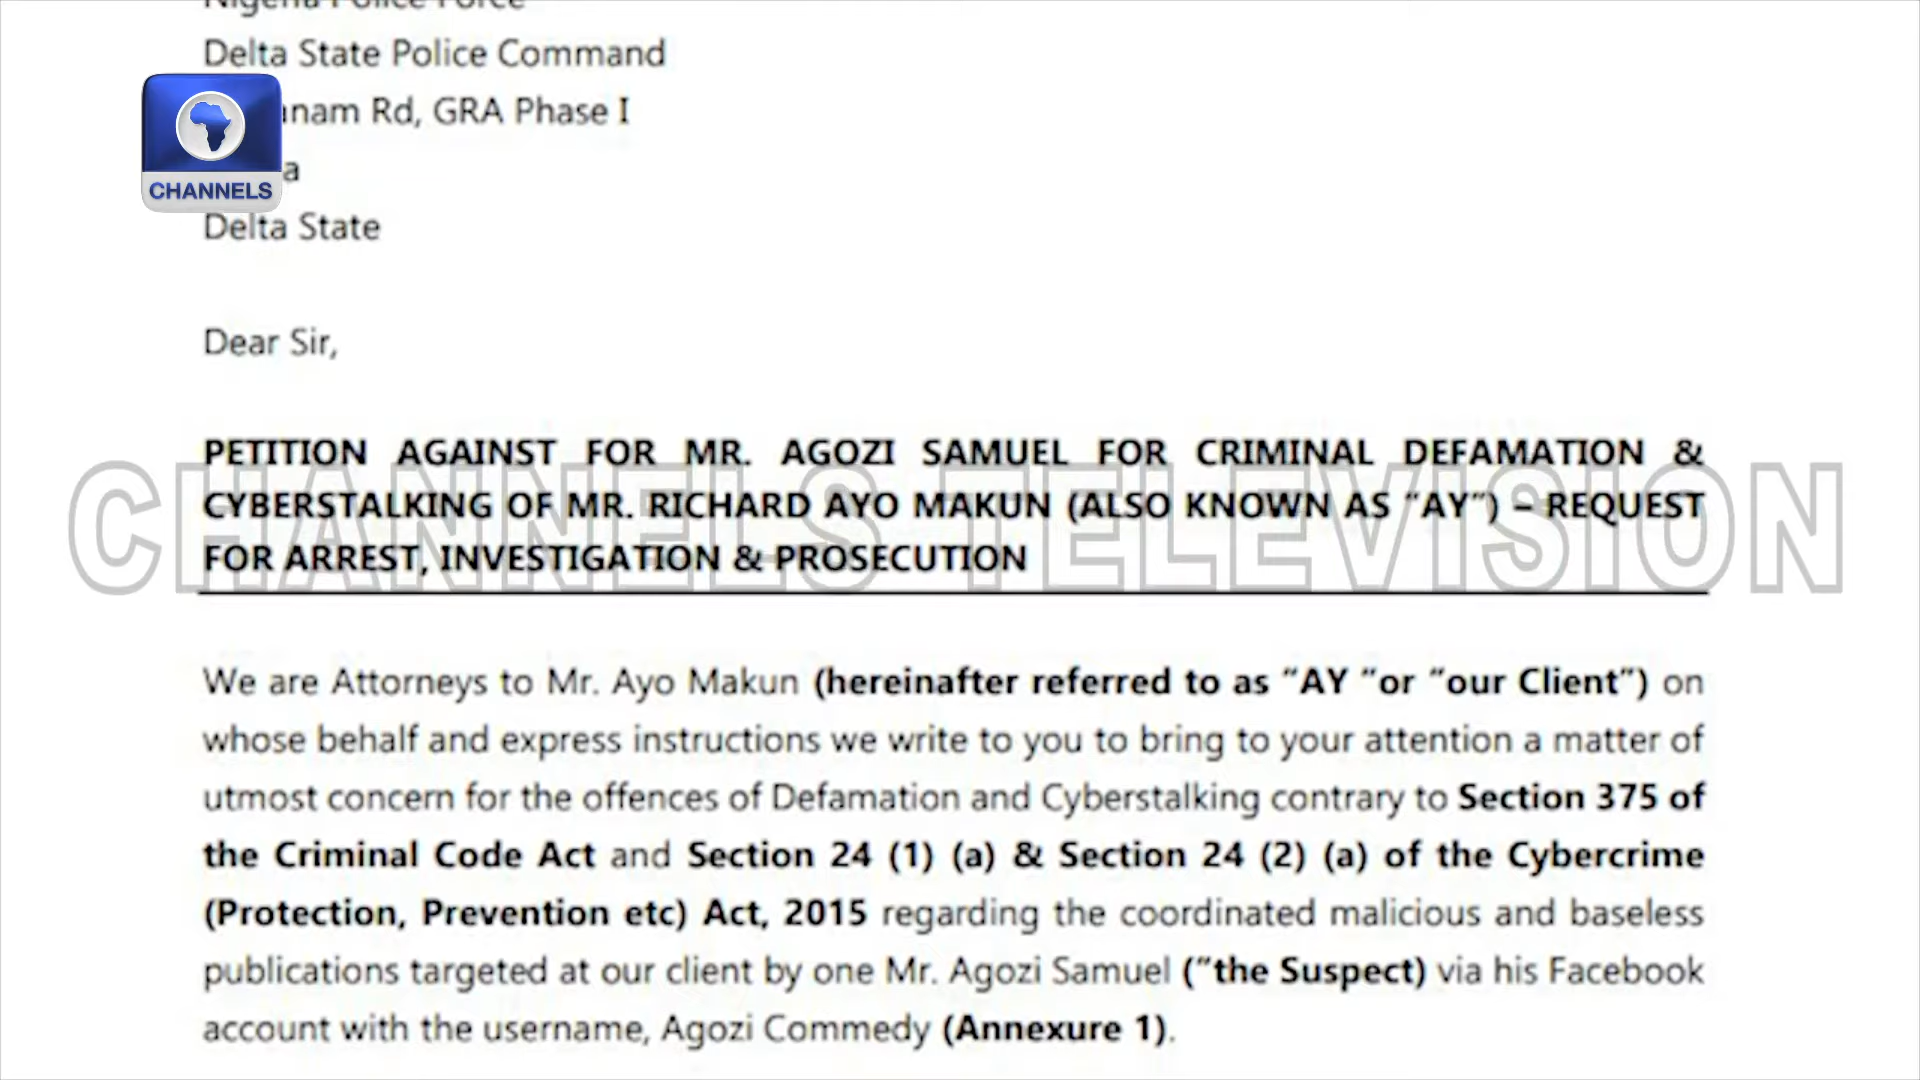 Nigeria Police Force
Delta State Police Command
anam Rd, GRA Phase I
a
CHANNELS
Delta State
Dear Sir,
PETITION AGAINST FOR MR. AGOZI SAMUEL FOR CRIMINAL DEFAMATION &
CYBERSTALKING OF MR. RICHARD AYO MAKUN (ALSO KNOWN AS “AY”) – REQUEST
FOR ARREST, INVESTIGATION & PROSECUTION
CHANNELS TELEVISION
We are Attorneys to Mr. Ayo Makun (hereinafter referred to as “AY “or “our Client”) on
whose behalf and express instructions we write to you to bring to your attention a matter of
utmost concern for the offences of Defamation and Cyberstalking contrary to Section 375 of
the Criminal Code Act and Section 24 (1) (a) & Section 24 (2) (a) of the Cybercrime
(Protection, Prevention etc) Act, 2015 regarding the coordinated malicious and baseless
publications targeted at our client by one Mr. Agozi Samuel (“the Suspect) via his Facebook
account with the username, Agozi Commedy (Annexure 1).